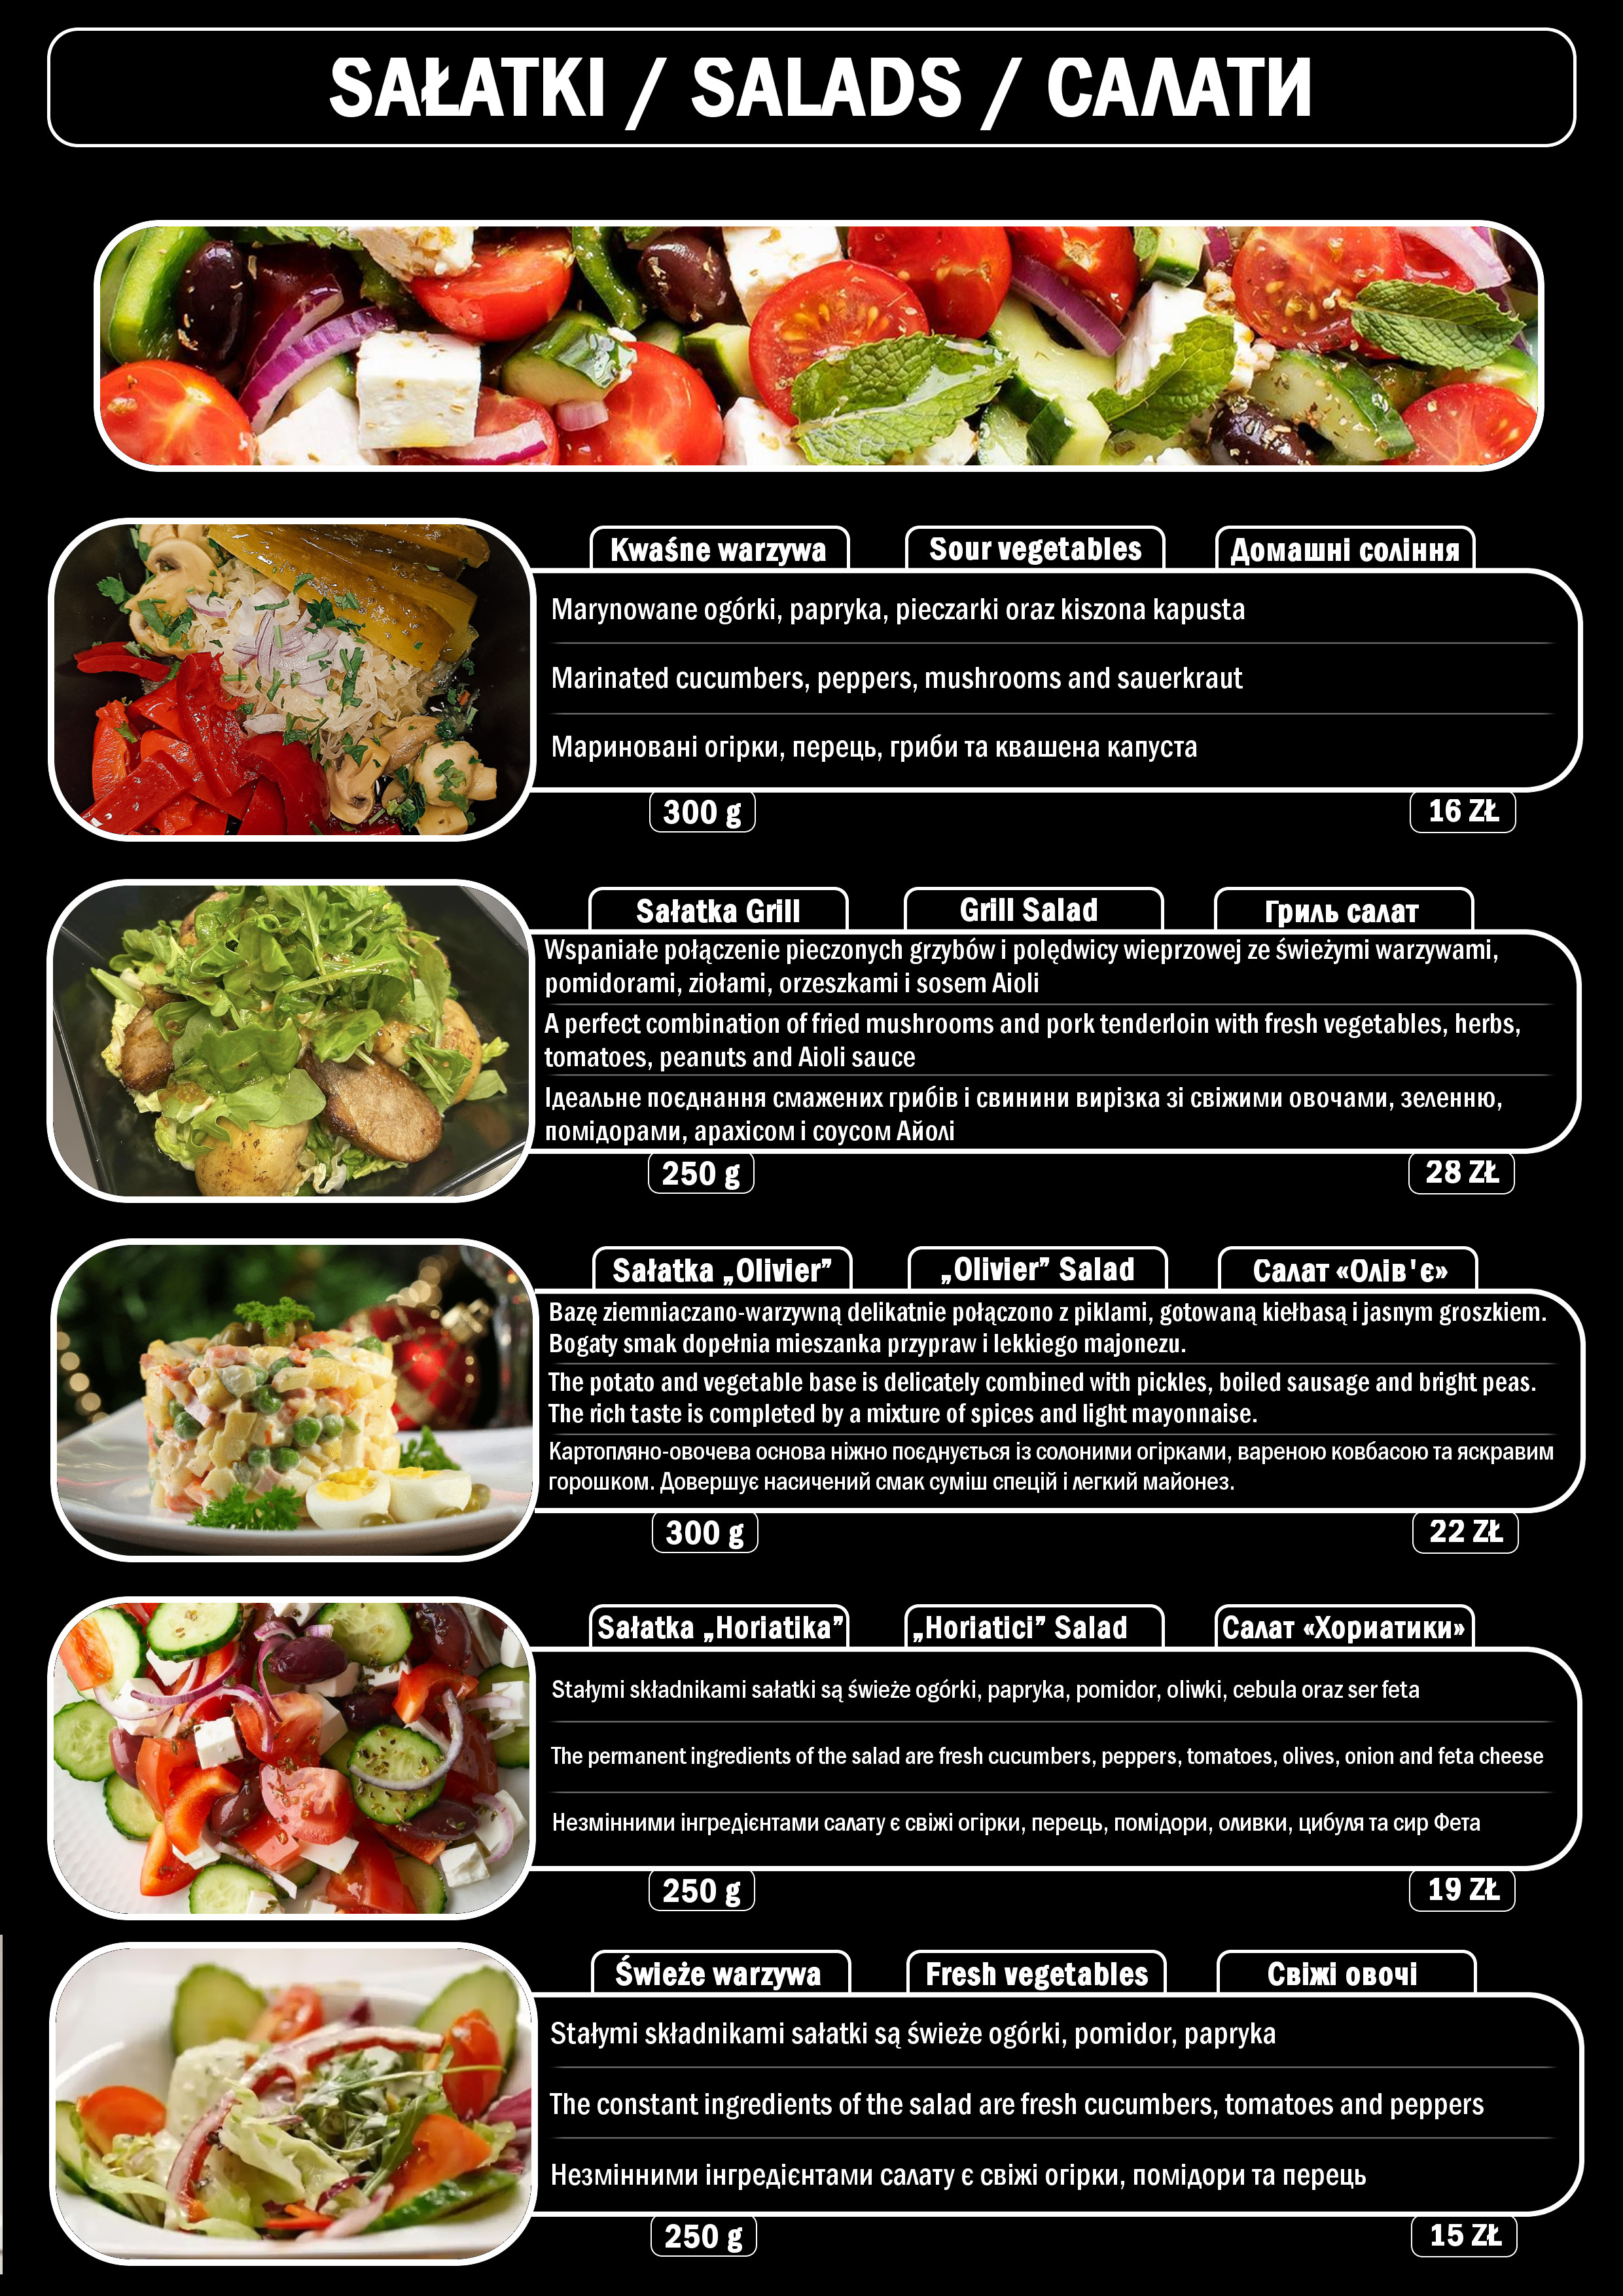 SAŁATKI / SALADS / САЛАТИ
Kwaśne warzywa
Sour vegetables
Домашні соління
Marynowane ogórki, papryka, pieczarki oraz kiszona kapusta
Marinated cucumbers, peppers, mushrooms and sauerkraut
Мариновані огірки, перець, гриби та квашена капуста
300 g
16 ZŁ
Sałatka Grill
Grill Salad
Гриль салат
Wspaniałe połączenie pieczonych grzybów i polędwicy wieprzowej ze świeżymi warzywami,
pomidorami, ziołami, orzeszkami i sosem Aioli
A perfect combination of fried mushrooms and pork tenderloin with fresh vegetables, herbs,
tomatoes, peanuts and Aioli sauce
Ідеальне поєднання смажених грибів і свинини вирізка зі свіжими овочами, зеленню,
помідорами, арахісом і соусом Айолі
250 g
28 ZŁ
Sałatka „Olivier”
„Olivier” Salad
Салат «Олів'є»
Bazę ziemniaczano-warzywną delikatnie połączono z piklami, gotowaną kiełbasą i jasnym groszkiem.
Bogaty smak dopełnia mieszanka przypraw i lekkiego majonezu.
The potato and vegetable base is delicately combined with pickles, boiled sausage and bright peas.
The rich taste is completed by a mixture of spices and light mayonnaise.
Картопляно-овочева основа ніжно поєднується із солоними огірками, вареною ковбасою та яскравим
горошком. Довершує насичений смак суміш спецій і легкий майонез.
300 g
22 ZŁ
Sałatka „Horiatika”
„Horiatici” Salad
Салат «Хориатики»
Stałymi składnikami sałatki są świeże ogórki, papryka, pomidor, oliwki, cebula oraz ser feta
The permanent ingredients of the salad are fresh cucumbers, peppers, tomatoes, olives, onion and feta cheese
Незмінними інгредієнтами салату є свіжі огірки, перець, помідори, оливки, цибуля та сир Фета
250 g
19 ZŁ
Świeże warzywa
Fresh vegetables
Свіжі овочі
Stałymi składnikami sałatki są świeże ogórki, pomidor, papryka
The constant ingredients of the salad are fresh cucumbers, tomatoes and peppers
Незмінними інгредієнтами салату є свіжі огірки, помідори та перець
250 g
15 ZŁ